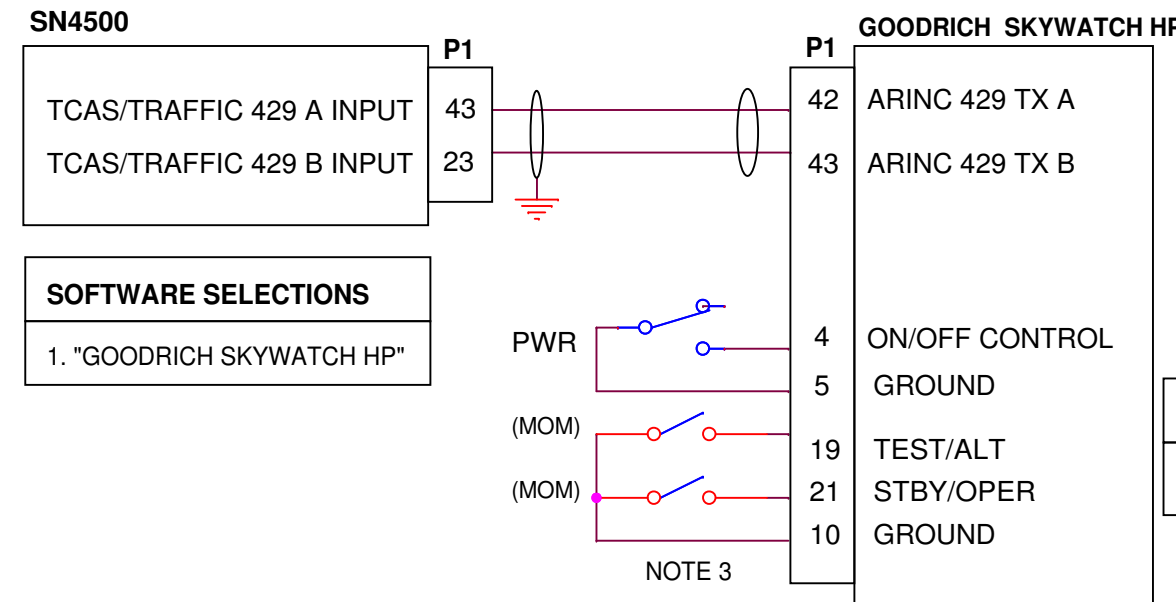 SN4500
P1
TCAS/TRAFFIC 429 A INPUT 43
TCAS/TRAFFIC 429 B INPUT 23
SOFTWARE SELECTIONS
1. "GOODRICH SKYWATCH HP"
GOODRICH SKYWATCH HP
P1
42 ARINC 429 TX A
43 ARINC 429 TX B
PWR
4 ON/OFF CONTROL
5 GROUND
(MOM)
19 TEST/ALT
(MOM)
21 STBY/OPER
10 GROUND
NOTE 3